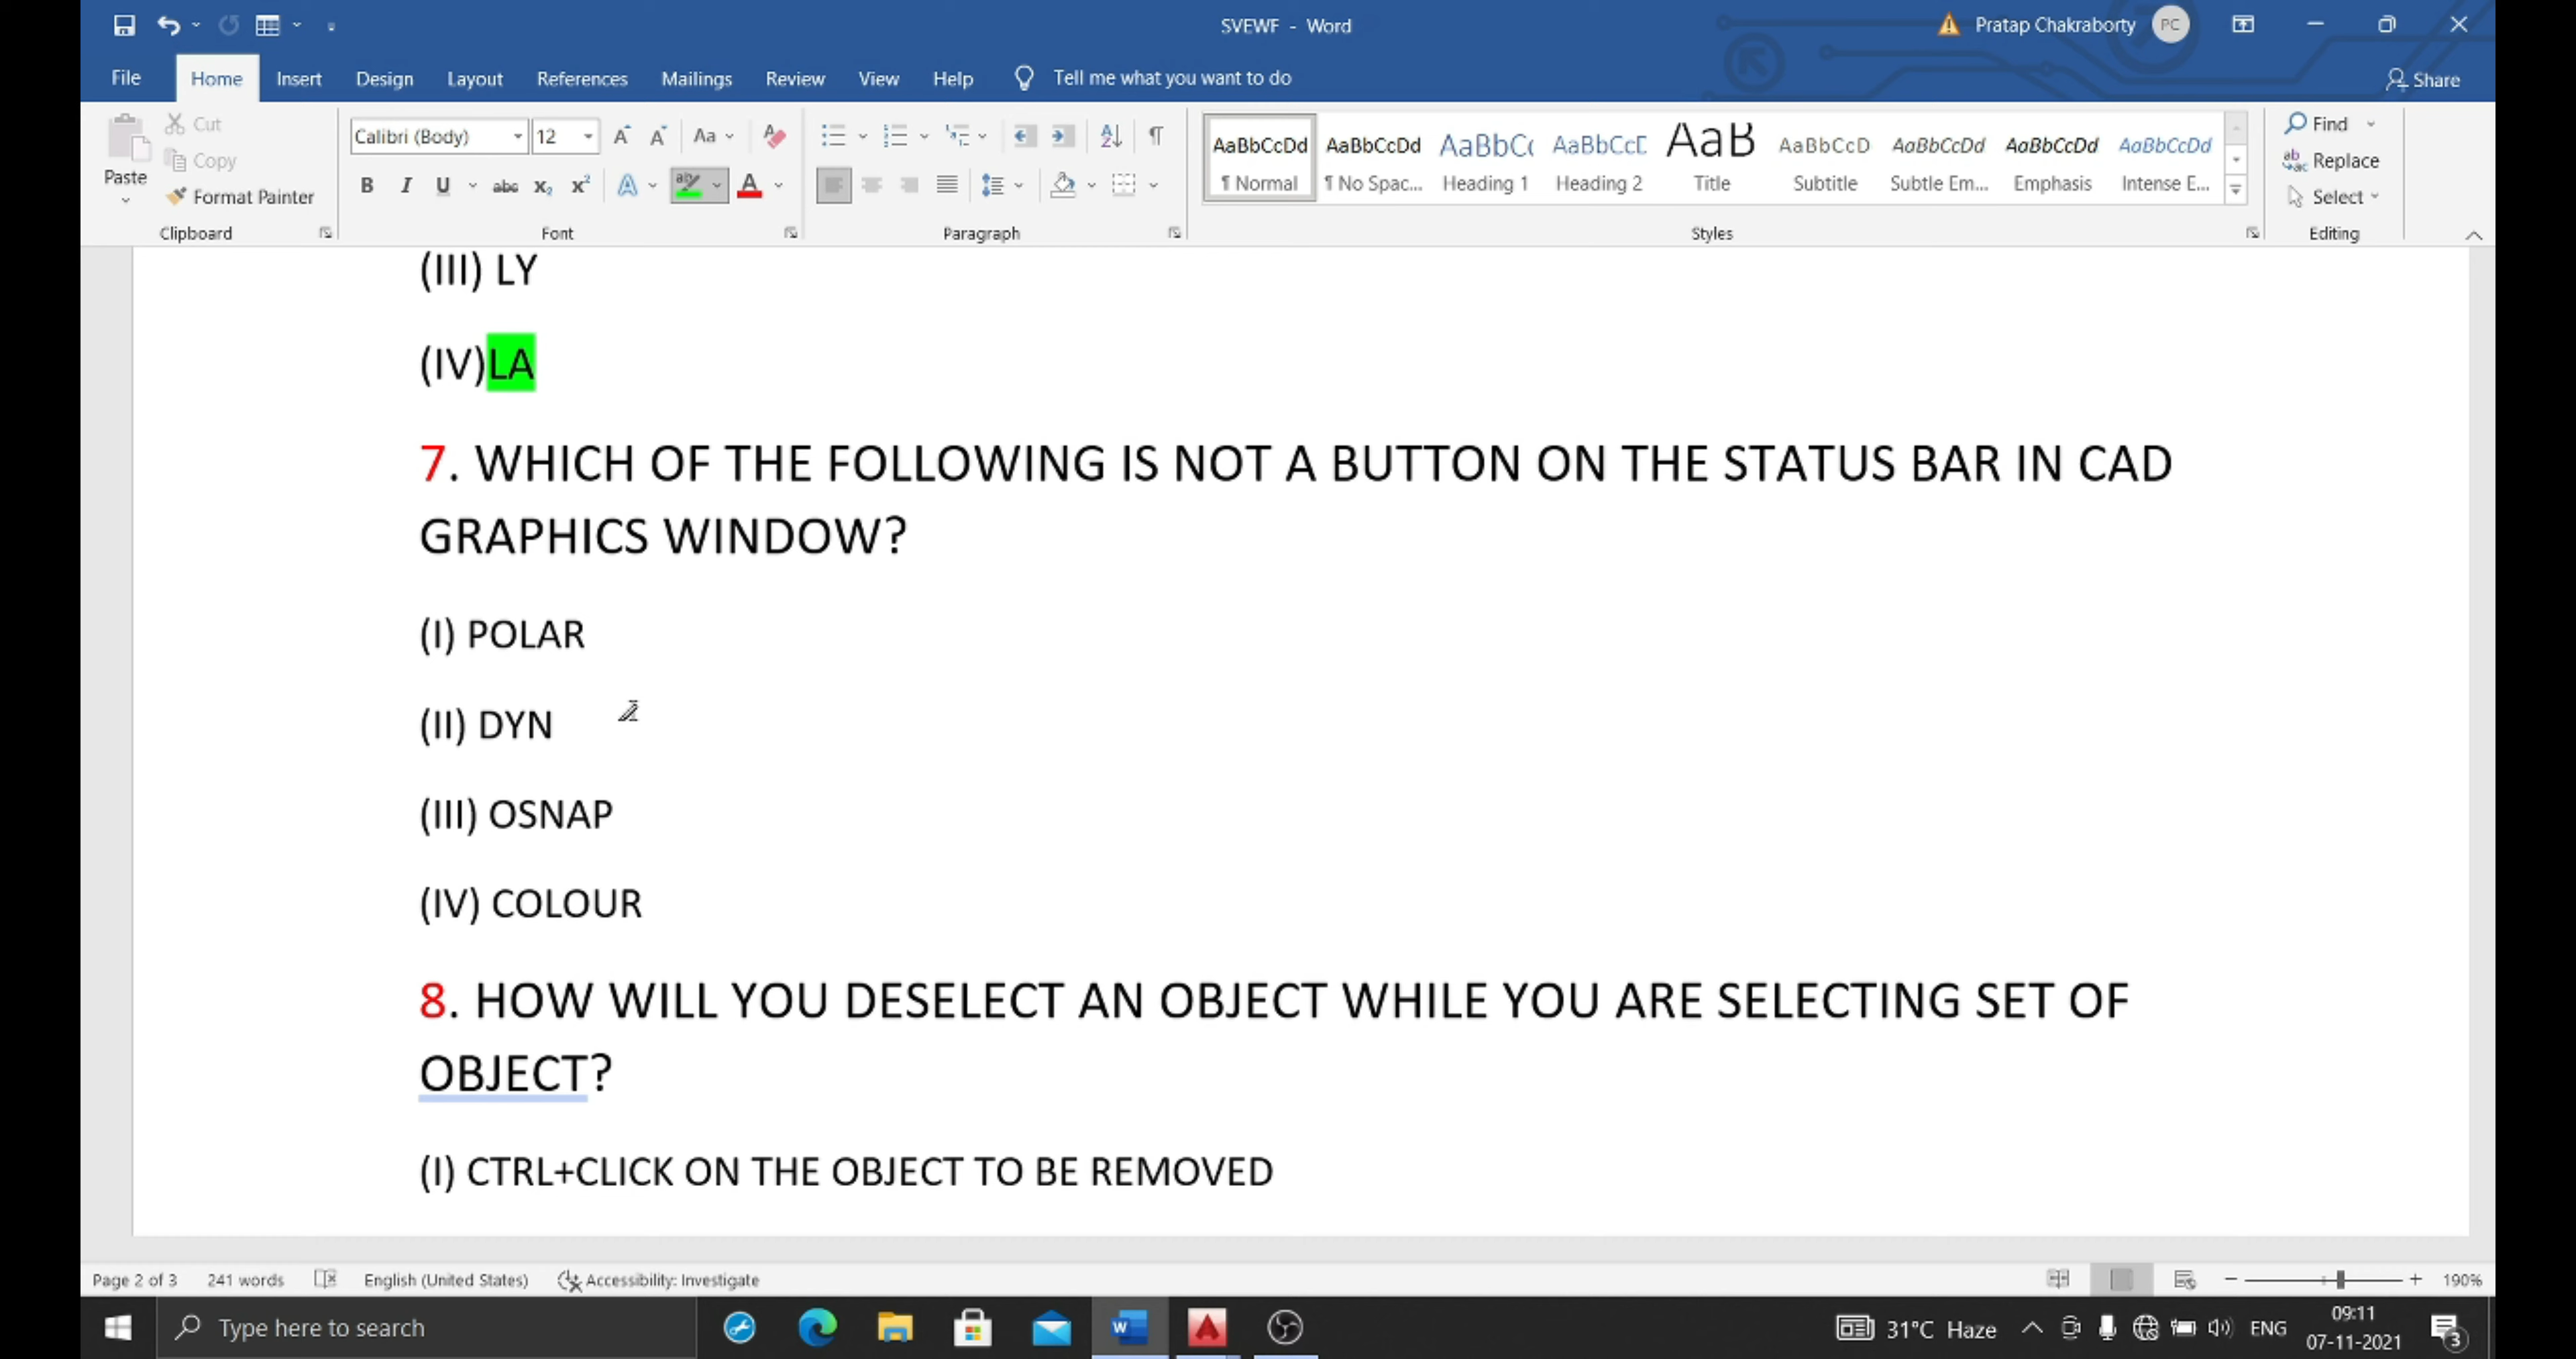 SVEWF - Word
Pratap Chakraborty PC
File Home Insert Design Layout References Mailings Review View Help Tell me what you want to do Share
Paste Cut Copy Format Painter
Clipboard
Calibri (Body) 12
Font
Paragraph
AaBbCcDd AaBbCcDd AaBbCc AaBbCcE AaB AaBbCcD AaBbCcDd AaBbCcDd AaBbCcDd
¶ Normal ¶ No Spac... Heading 1 Heading 2 Title Subtitle Subtle Em... Emphasis Intense E...
Styles
Find
Replace
Select
Editing
(III) LY
(IV)LA
7. WHICH OF THE FOLLOWING IS NOT A BUTTON ON THE STATUS BAR IN CAD
GRAPHICS WINDOW?
(I) POLAR
(II) DYN
(III) OSNAP
(IV) COLOUR
8. HOW WILL YOU DESELECT AN OBJECT WHILE YOU ARE SELECTING SET OF
OBJECT?
(I) CTRL+CLICK ON THE OBJECT TO BE REMOVED
Page 2 of 3 241 words English (United States) Accessibility: Investigate 190%
Type here to search
31°C Haze ENG
09:11
07-11-2021
3